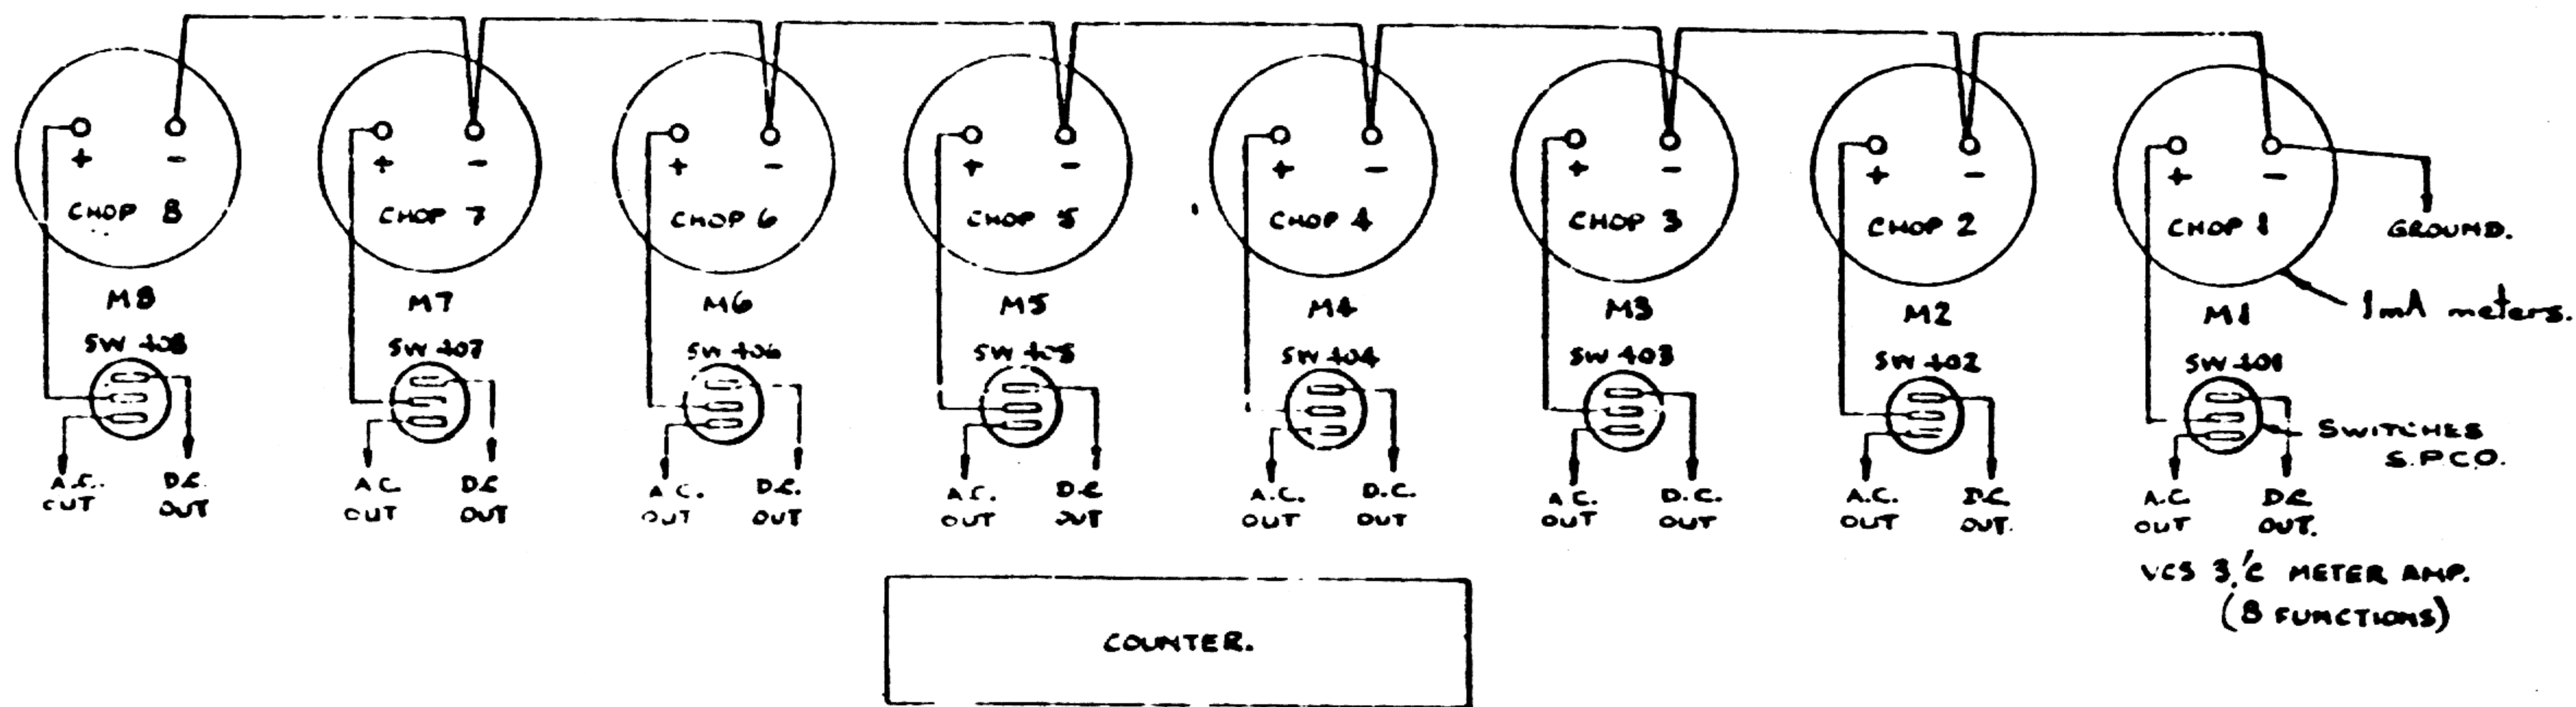 + - + - + - + - + - + - + - + -
CHOP 8 CHOP 7 CHOP 6 CHOP 5 CHOP 4 CHOP 3 CHOP 2 CHOP 1
GROUND.
M8 M7 M6 M5 M4 M3 M2 M1
1mA meters.
SW 408 SW 407 SW 406 SW 405 SW 404 SW 403 SW 402 SW 401
SWITCHES
S.P.C.O.
A.C. D.C. A.C. D.C. A.C. D.C. A.C. D.C. A.C. D.C. A.C. D.C. A.C. D.C. A.C. D.C.
OUT OUT OUT OUT OUT OUT OUT OUT OUT OUT OUT OUT OUT OUT. OUT OUT.
VCS 3,'C METER AMP.
(8 FUNCTIONS)
COUNTER.